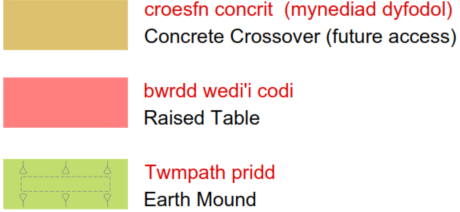 croesfn concrit (mynediad dyfodol)
Concrete Crossover (future access)
bwrdd wedi'i codi
Raised Table
Twmpath pridd
Earth Mound